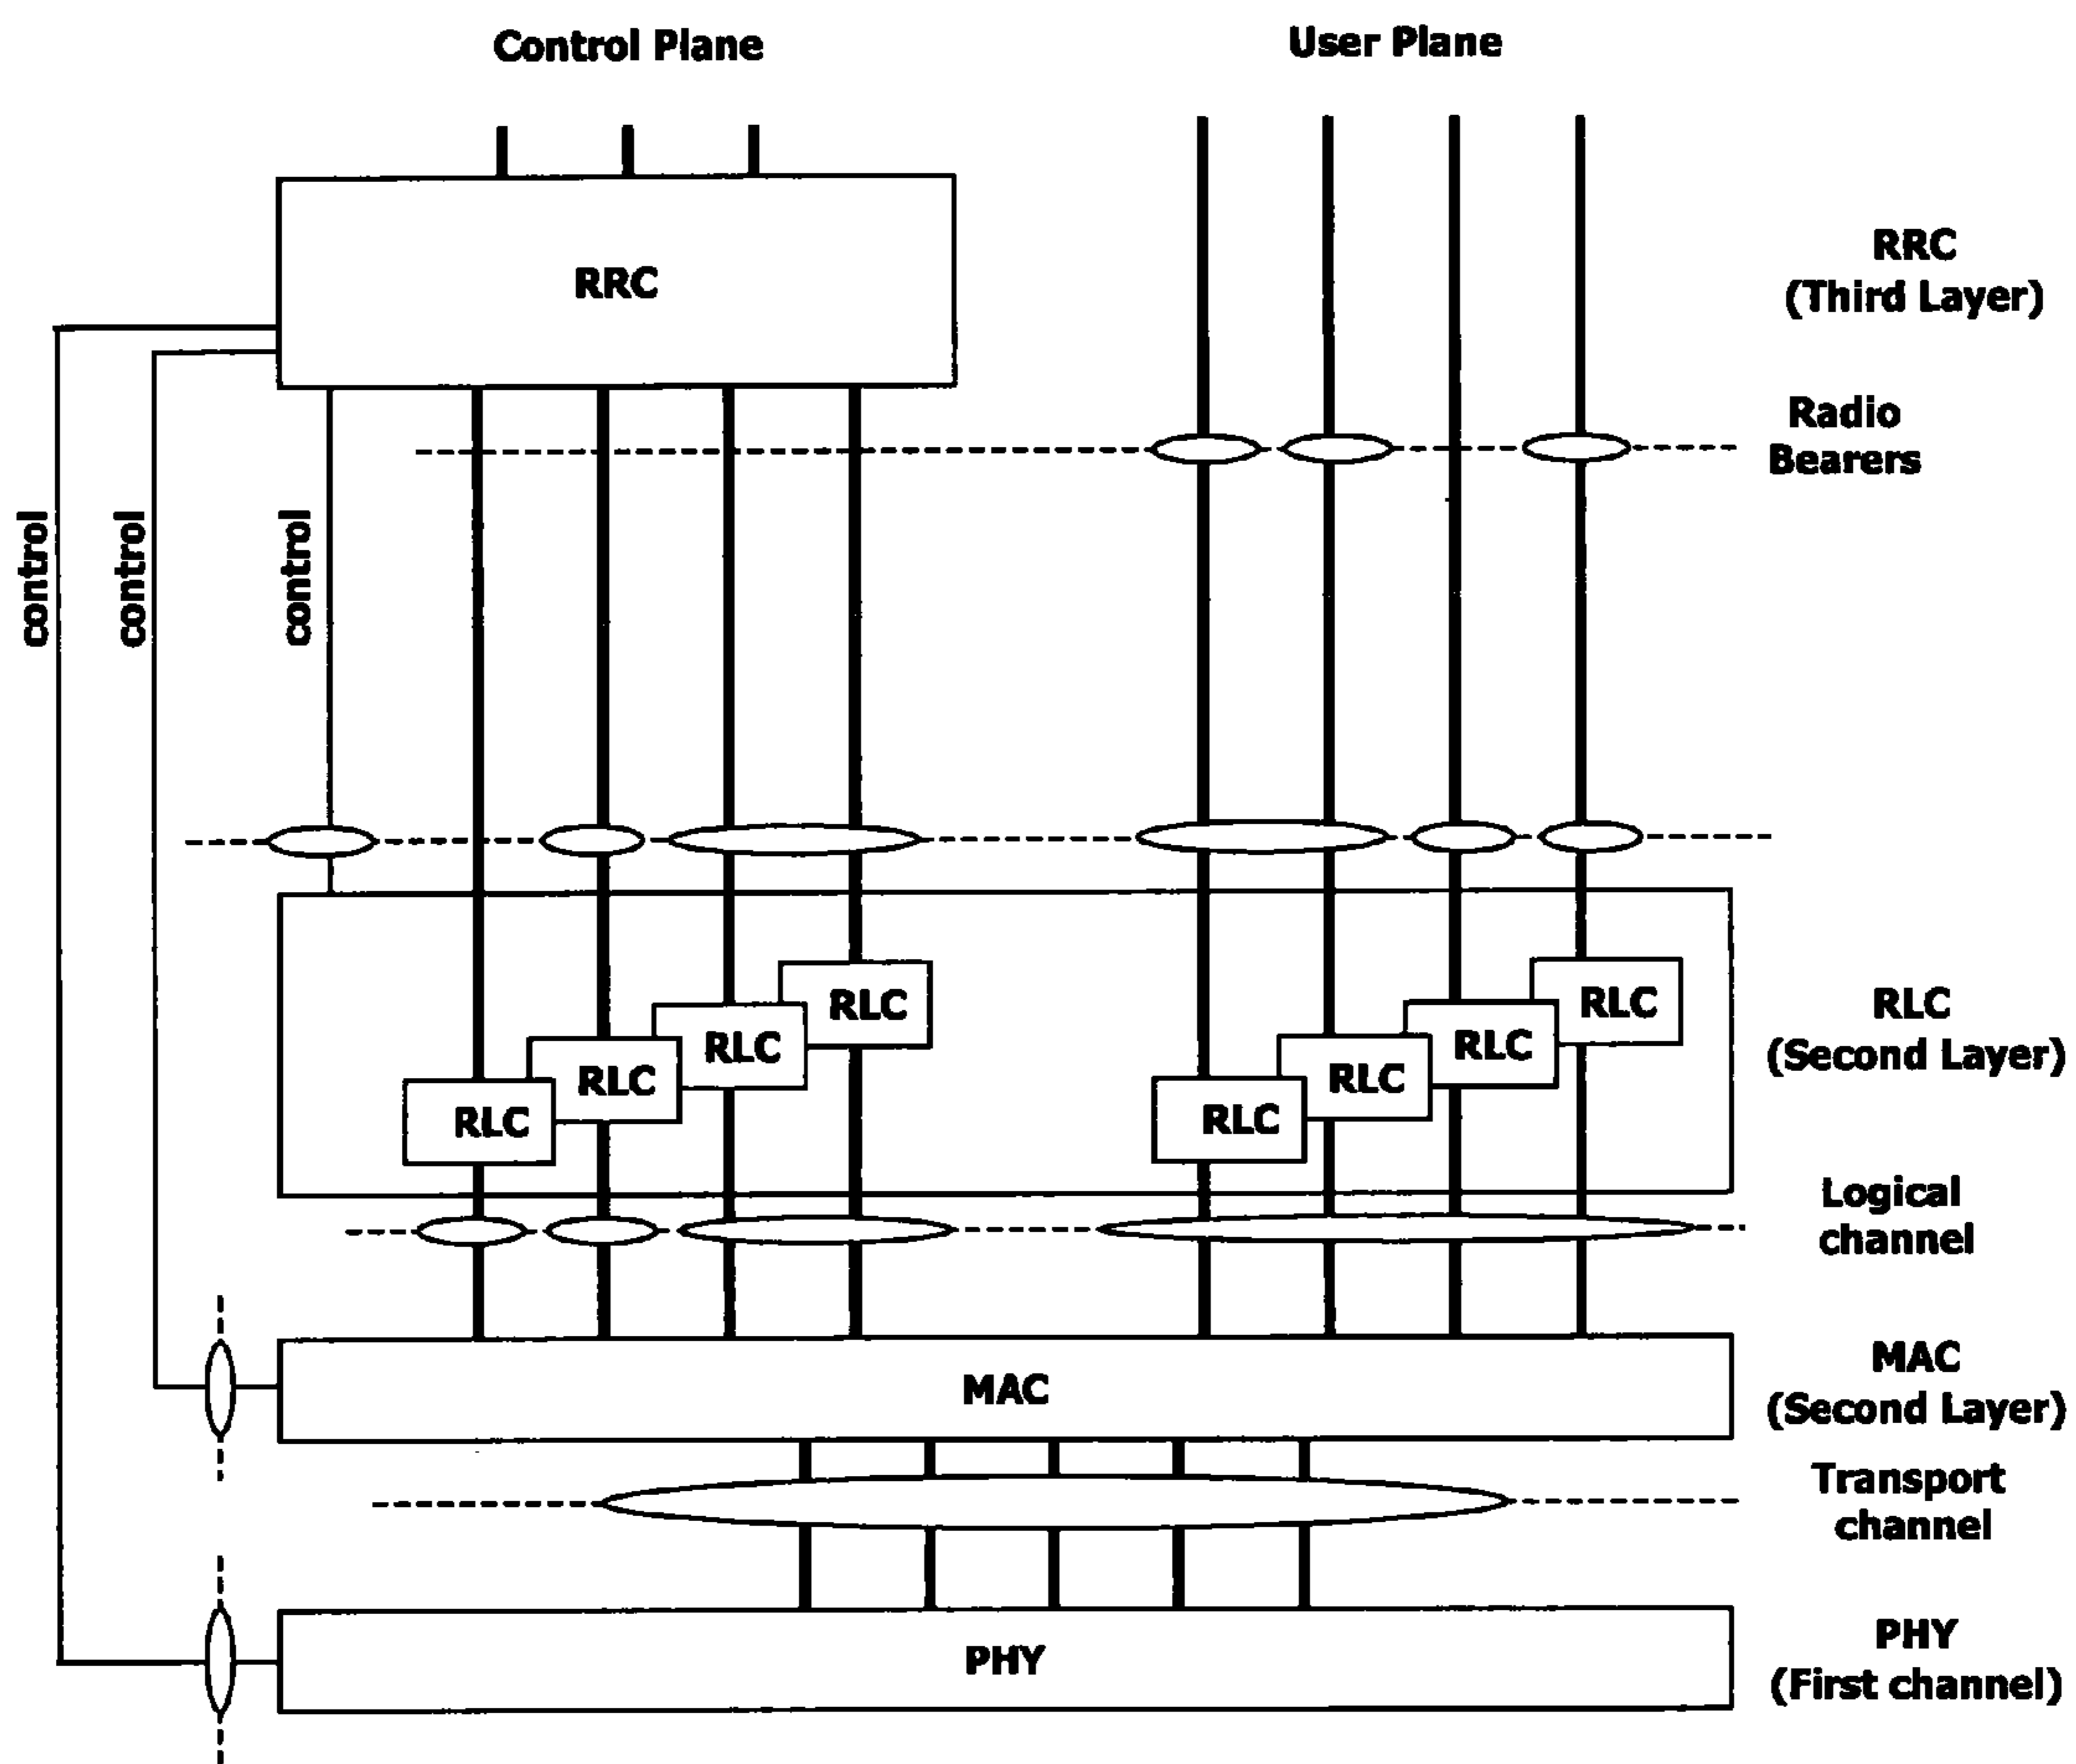 Control Plane
User Plane
RRC
RRC
(Third Layer)
Radio
Bearers
control
control
control
RLC
RLC
RLC
RLC
RLC
RLC
RLC
RLC
RLC
(Second Layer)
Logical
channel
MAC
MAC
(Second Layer)
Transport
channel
PHY
PHY
(First channel)